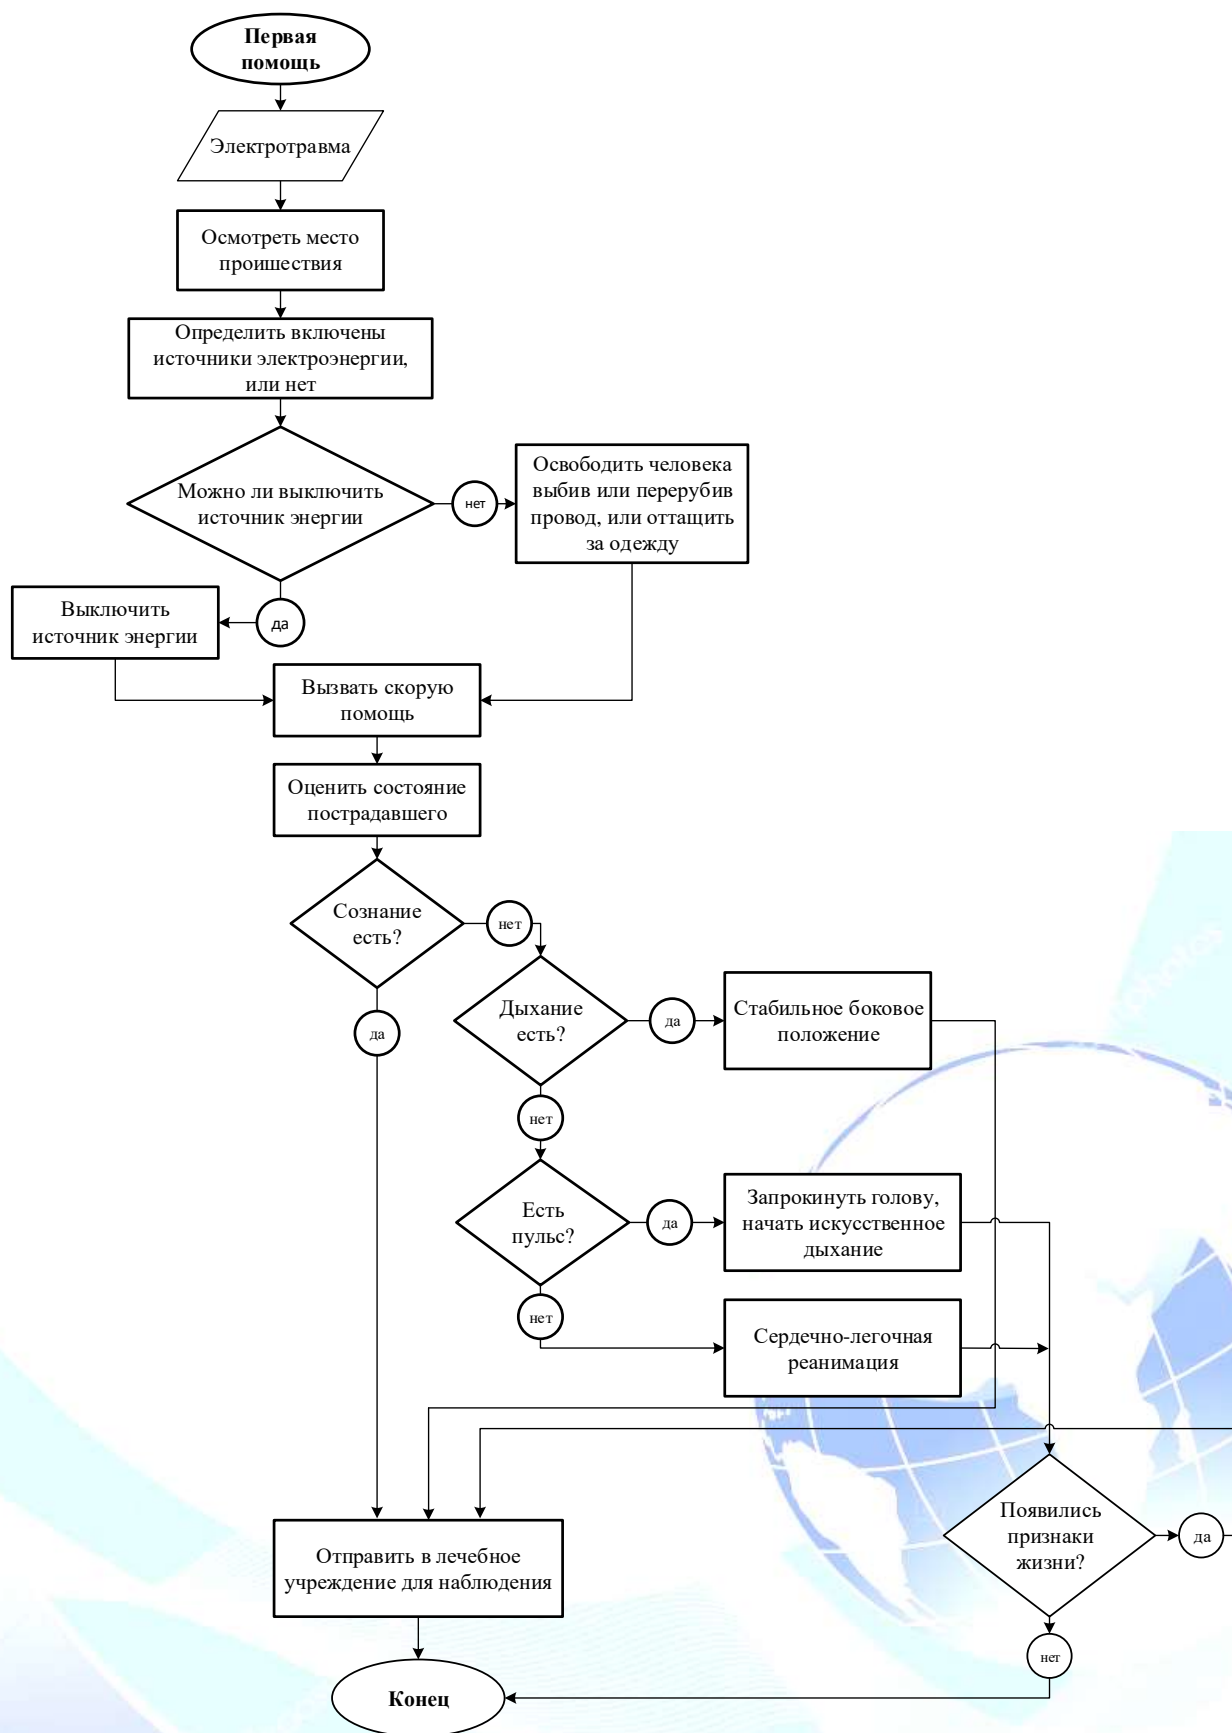 Первая
помощь
Электротравма
Осмотреть место
проишествия
Определить включены
источники электроэнергии,
или нет
Можно ли выключить
источник энергии
нет
Освободить человека
выбив или перерубив
провод, или оттащить
за одежду
да
Выключить
источник энергии
Вызвать скорую
помощь
Оценить состояние
пострадавшего
Сознание
есть?
нет
да
Дыхание
есть?
да
Стабильное боковое
положение
нет
Есть
пульс?
да
Запрокинуть голову,
начать искусственное
дыхание
нет
Сердечно-легочная
реанимация
Появились
признаки
жизни?
да
нет
Отправить в лечебное
учреждение для наблюдения
Конец